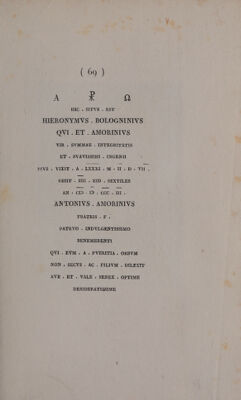 ( 69 )
A ☧ Ω
HIC . SITVS . EST
HIERONYMVS . BOLOGNINIVS
QVI . ET . AMORINIVS
VIR . SVMMAE . INTEGRITATIS
ET . SVAVISSIMI . INGENII
PIVS . VIXIT . A . LXXXI . M . II . D . VII .
OBIIT . IIII . EID . SEXTILES
AN . CIƆ . IƆ . CCC . III .
ANTONIVS . AMORINIVS
FRATRIS . F .
PATRVO . INDVLGENTISSIMO
BENEMERENTI
QVI . EVM . A . PVERITIA . ORBVM
NON . SECVS . AC . FILIVM . DILEXIT
AVE . ET . VALE . SENEX . OPTIME
DESIDERATISSIME